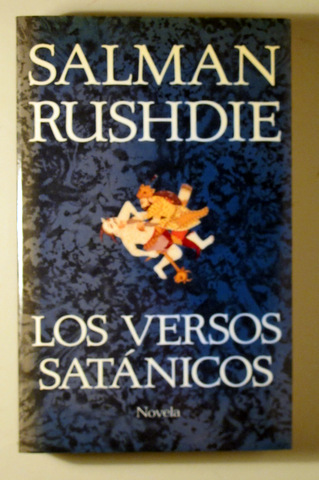 SALMAN
RUSHDIE
LOS VERSOS
SATÁNICOS
Novela